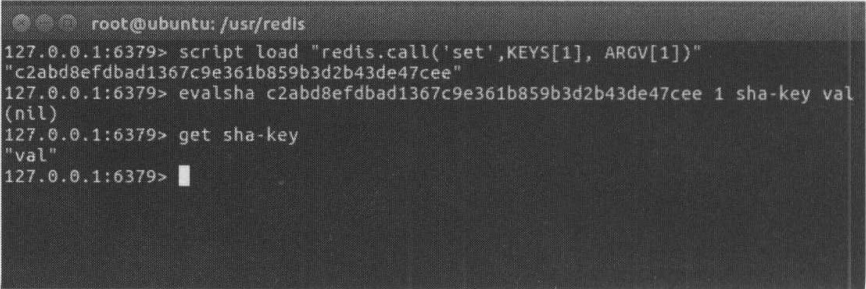 root@ubuntu: /usr/redis
127.0.0.1:6379> script load "redis.call('set',KEYS[1], ARGV[1])"
"c2abd8efdbad1367c9e361b859b3d2b43de47cee"
127.0.0.1:6379> evalsha c2abd8efdbad1367c9e361b859b3d2b43de47cee 1 sha-key val
(nil)
127.0.0.1:6379> get sha-key
"val"
127.0.0.1:6379>